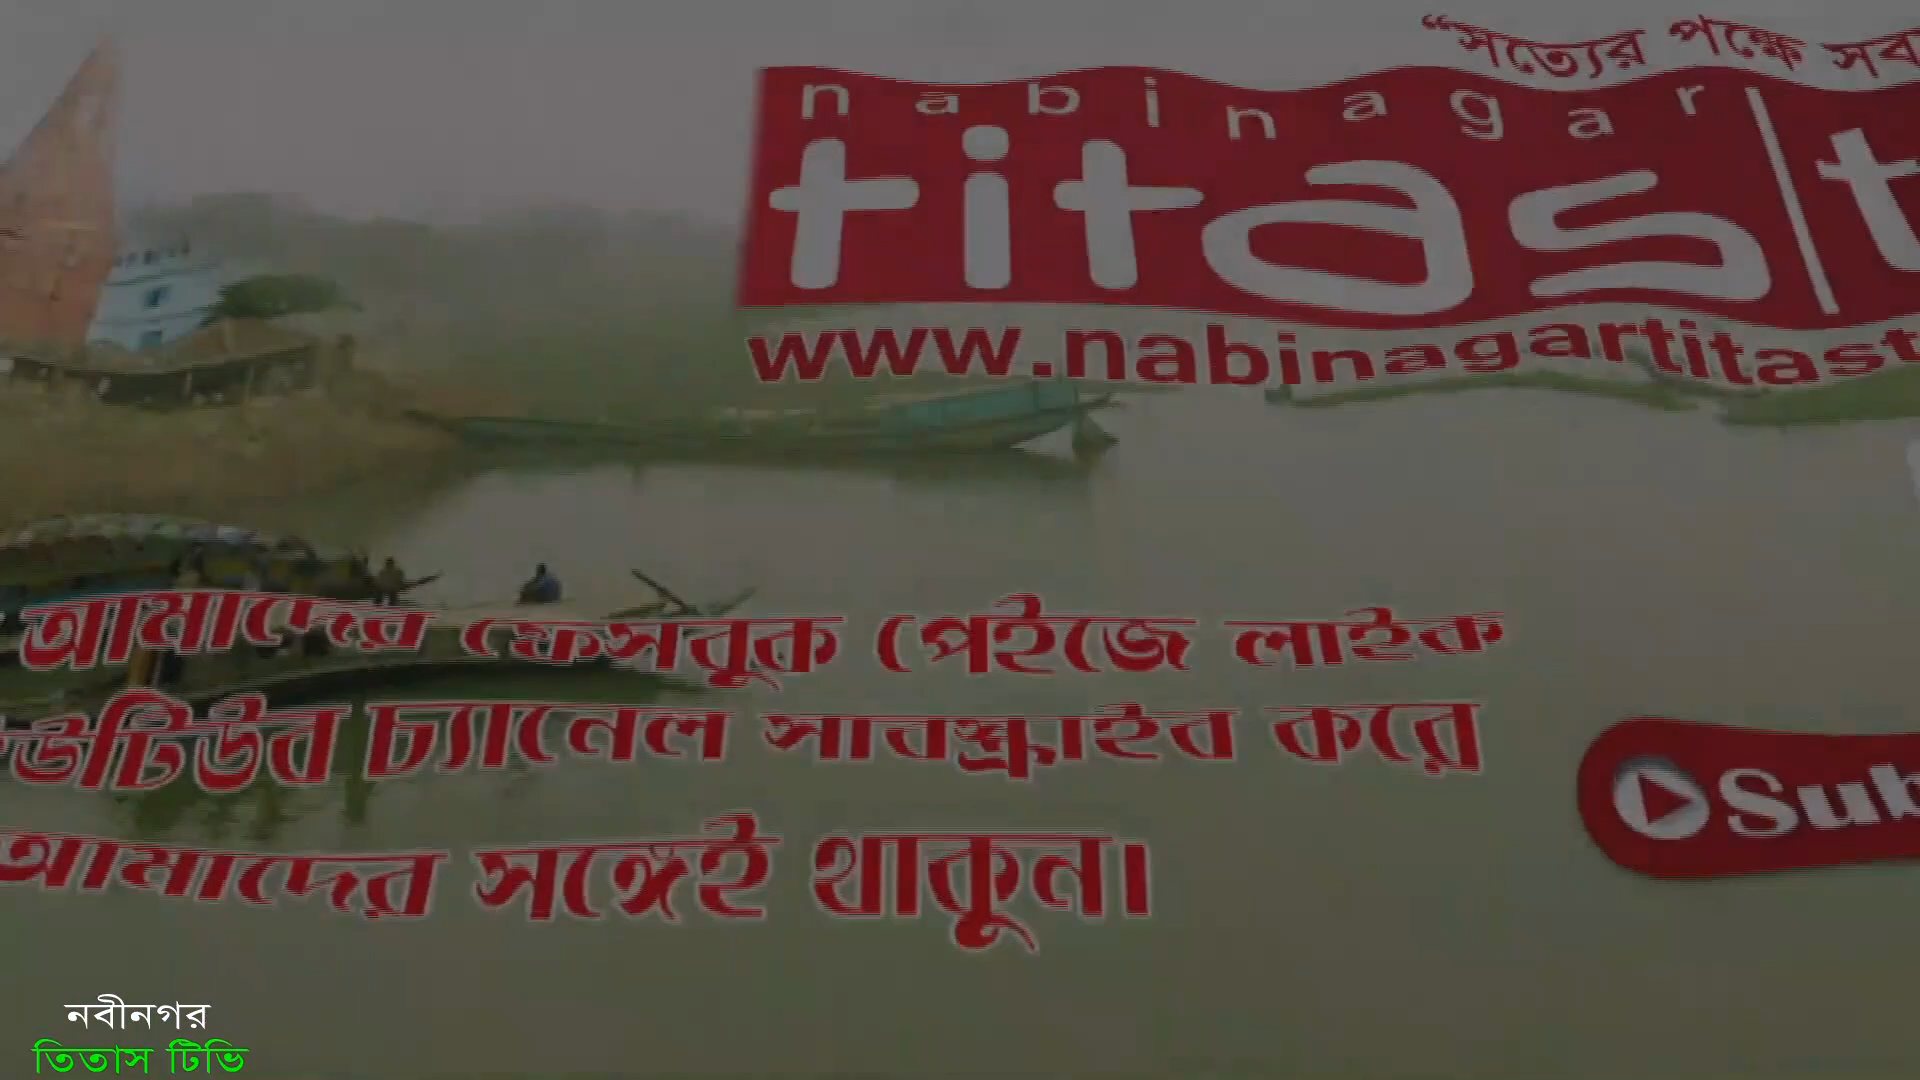 “সত্যের পক্ষে সব
nabinagar
titas
www.nabinagartitast
আমাদের ফেসবুক পেইজে লাইক
উটিউব চ্যানেল সাবস্ক্রাইব করে
আমাদের সঙ্গেই থাকুন।
Sub
নবীনগর
তিতাস টিভি